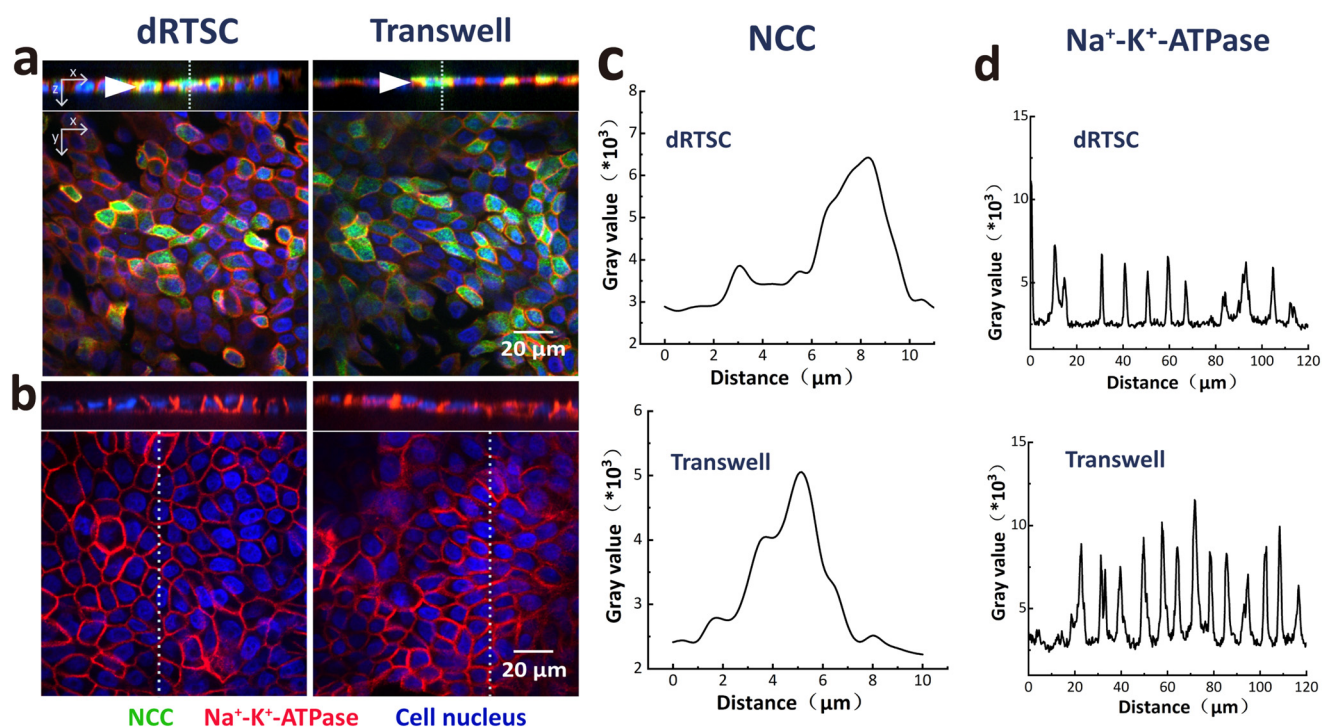 dRTSC
Transwell
NCC
Na⁺-K⁺-ATPase
a
x
z
x
y
20 μm
b
20 μm
NCC Na⁺-K⁺-ATPase Cell nucleus
c
8
7
6
5
4
3
2
dRTSC
Gray value (*10³)
0 2 4 6 8 10
Distance (μm)
6
5
4
3
2
Transwell
Gray value (*10³)
0 2 4 6 8 10
Distance (μm)
d
15
10
5
dRTSC
Gray value (*10³)
0 20 40 60 80 100 120
Distance (μm)
15
10
5
Transwell
Gray value (*10³)
0 20 40 60 80 100 120
Distance (μm)